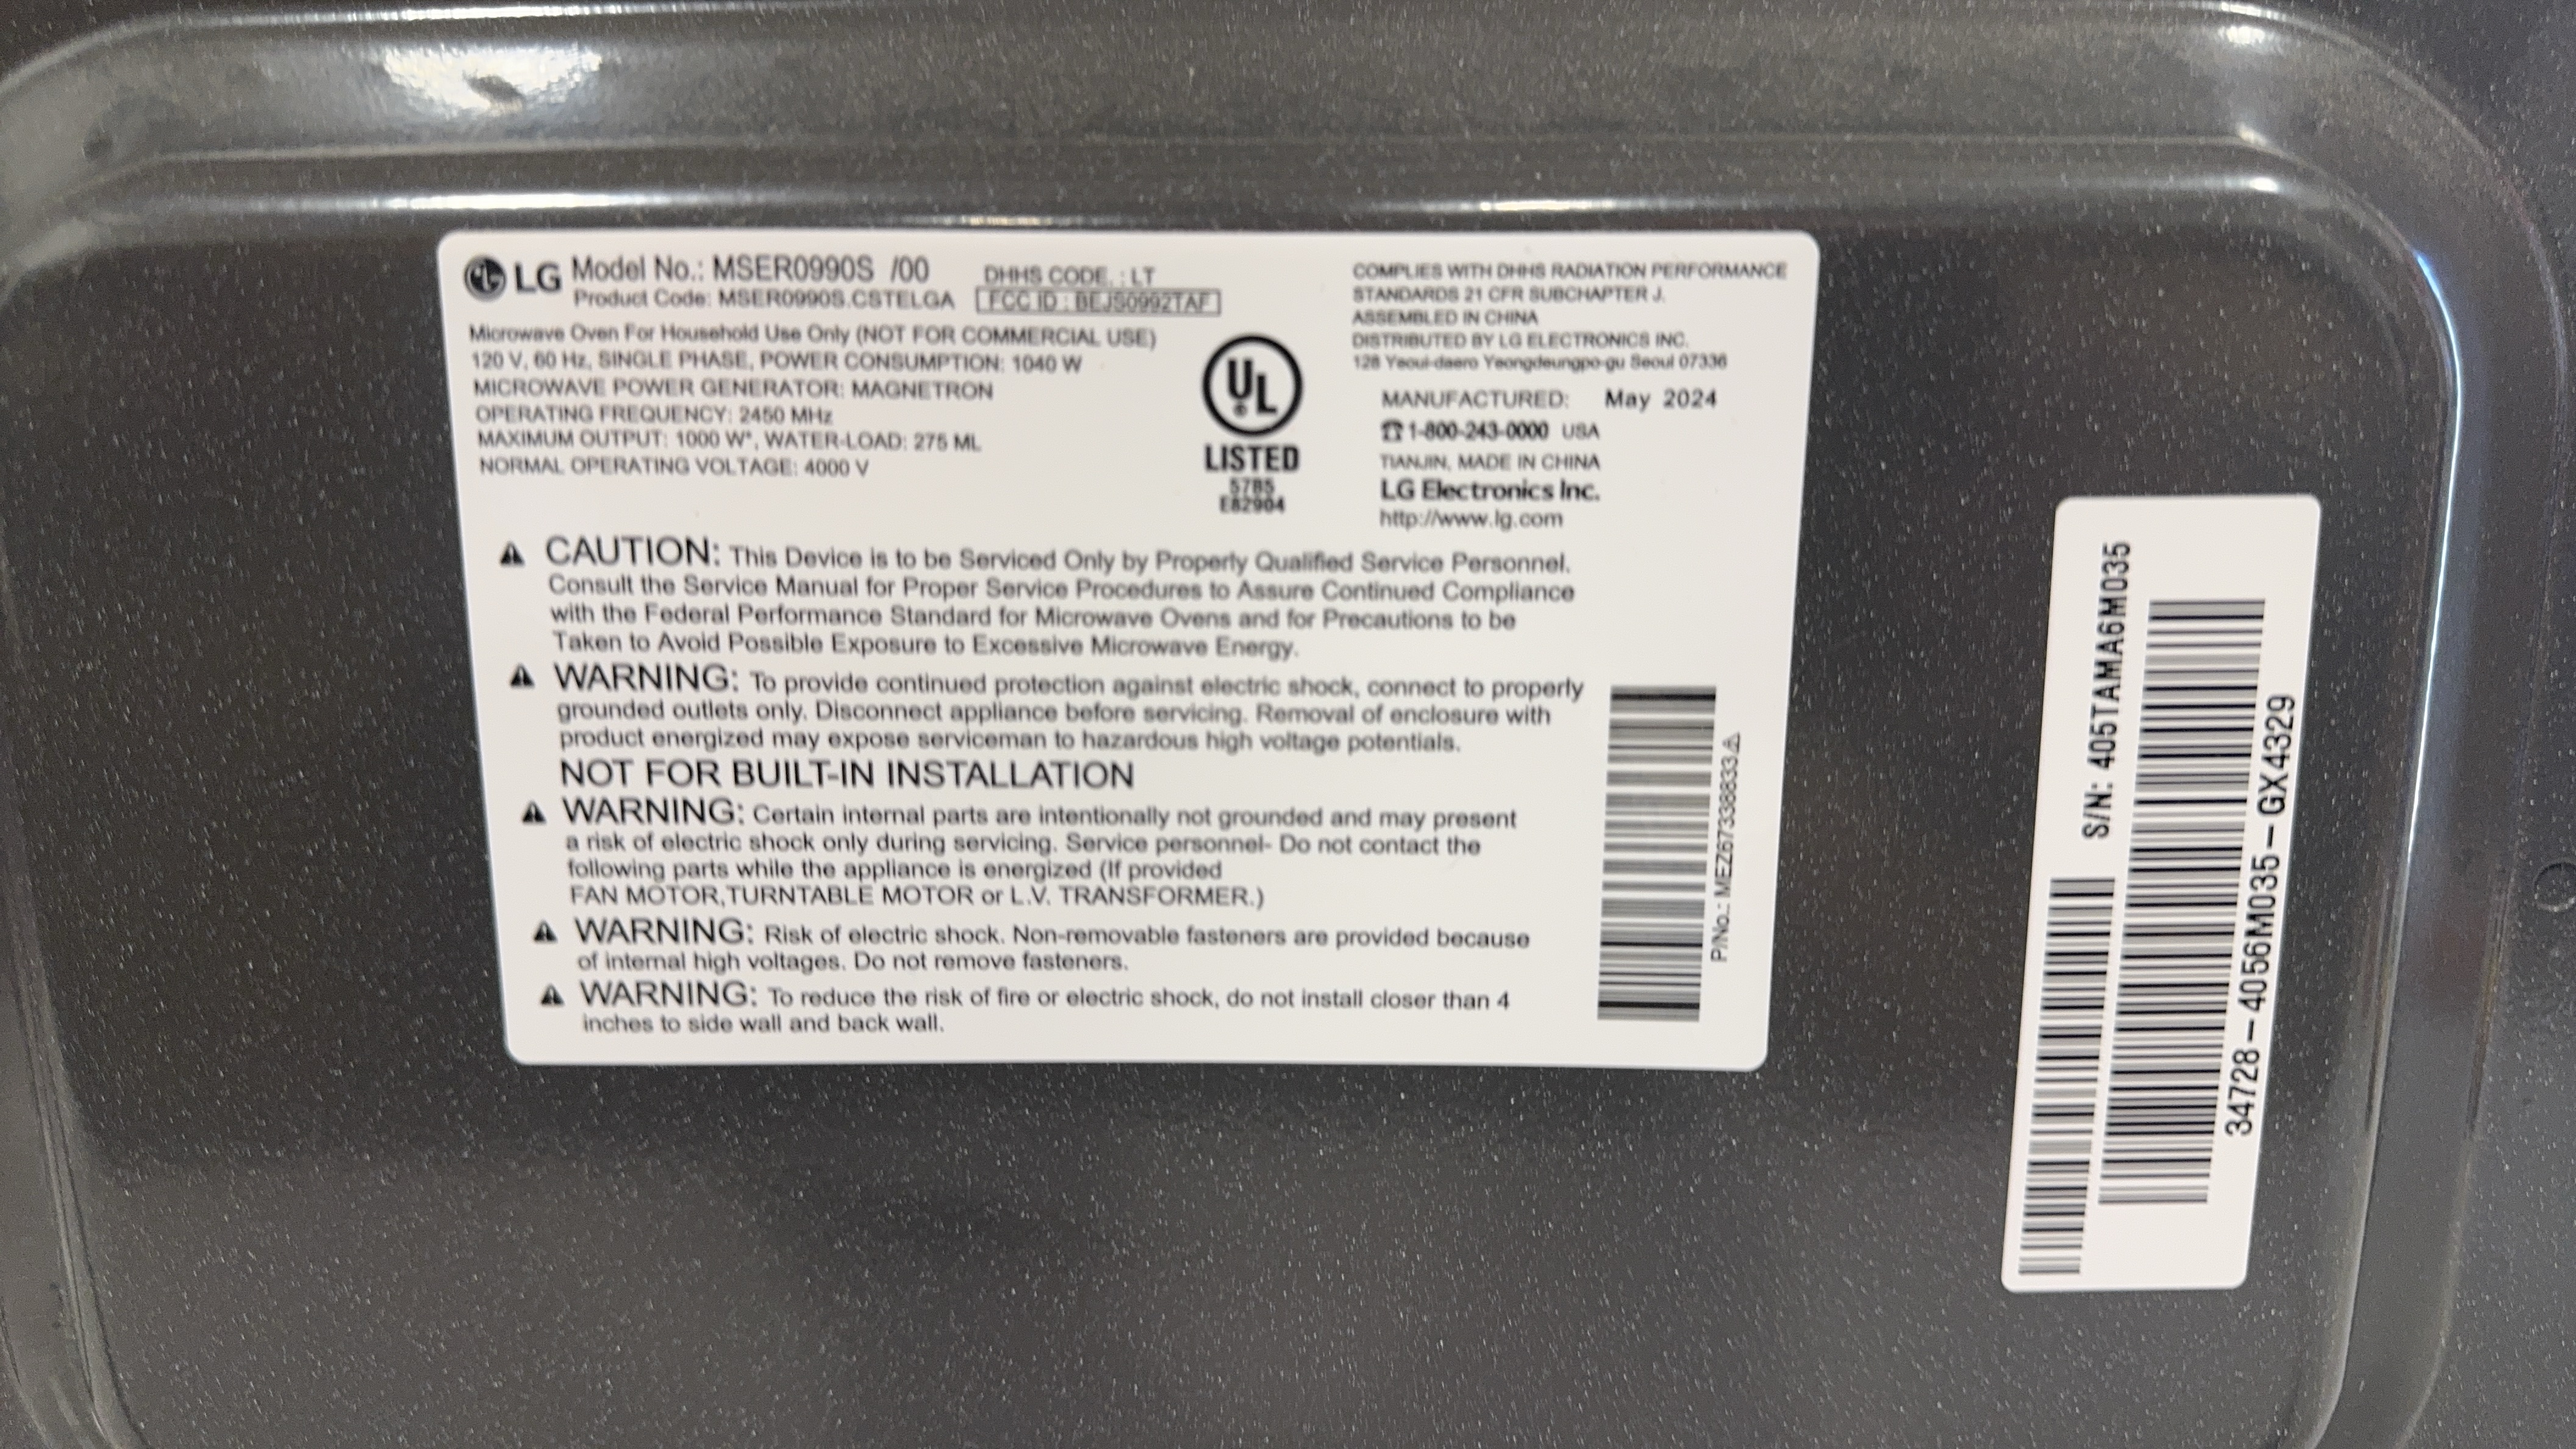 LG Model No.: MSER0990S /00
Product Code: MSER0990S.CSTELGA
DHHS CODE. : LT
FCC ID : BEJS0992TAF
Microwave Oven For Household Use Only (NOT FOR COMMERCIAL USE)
120 V, 60 Hz, SINGLE PHASE, POWER CONSUMPTION: 1040 W
MICROWAVE POWER GENERATOR: MAGNETRON
OPERATING FREQUENCY: 2450 MHz
MAXIMUM OUTPUT: 1000 W*, WATER-LOAD: 275 ML
NORMAL OPERATING VOLTAGE: 4000 V
UL
®
LISTED
57B5
E82904
COMPLIES WITH DHHS RADIATION PERFORMANCE
STANDARDS 21 CFR SUBCHAPTER J.
ASSEMBLED IN CHINA
DISTRIBUTED BY LG ELECTRONICS INC.
128 Yeoui-daero Yeongdeungpo-gu Seoul 07336
MANUFACTURED: May 2024
☎ 1-800-243-0000 USA
TIANJIN, MADE IN CHINA
LG Electronics Inc.
http://www.lg.com
⚠ CAUTION: This Device is to be Serviced Only by Properly Qualified Service Personnel.
Consult the Service Manual for Proper Service Procedures to Assure Continued Compliance
with the Federal Performance Standard for Microwave Ovens and for Precautions to be
Taken to Avoid Possible Exposure to Excessive Microwave Energy.
⚠ WARNING: To provide continued protection against electric shock, connect to properly
grounded outlets only. Disconnect appliance before servicing. Removal of enclosure with
product energized may expose serviceman to hazardous high voltage potentials.
NOT FOR BUILT-IN INSTALLATION
⚠ WARNING: Certain internal parts are intentionally not grounded and may present
a risk of electric shock only during servicing. Service personnel- Do not contact the
following parts while the appliance is energized (If provided
FAN MOTOR,TURNTABLE MOTOR or L.V. TRANSFORMER.)
⚠ WARNING: Risk of electric shock. Non-removable fasteners are provided because
of internal high voltages. Do not remove fasteners.
⚠ WARNING: To reduce the risk of fire or electric shock, do not install closer than 4
inches to side wall and back wall.
P/No.: MEZ67338833⚠
S/N: 405TAMA6M035
34728-4056M035-GX4329